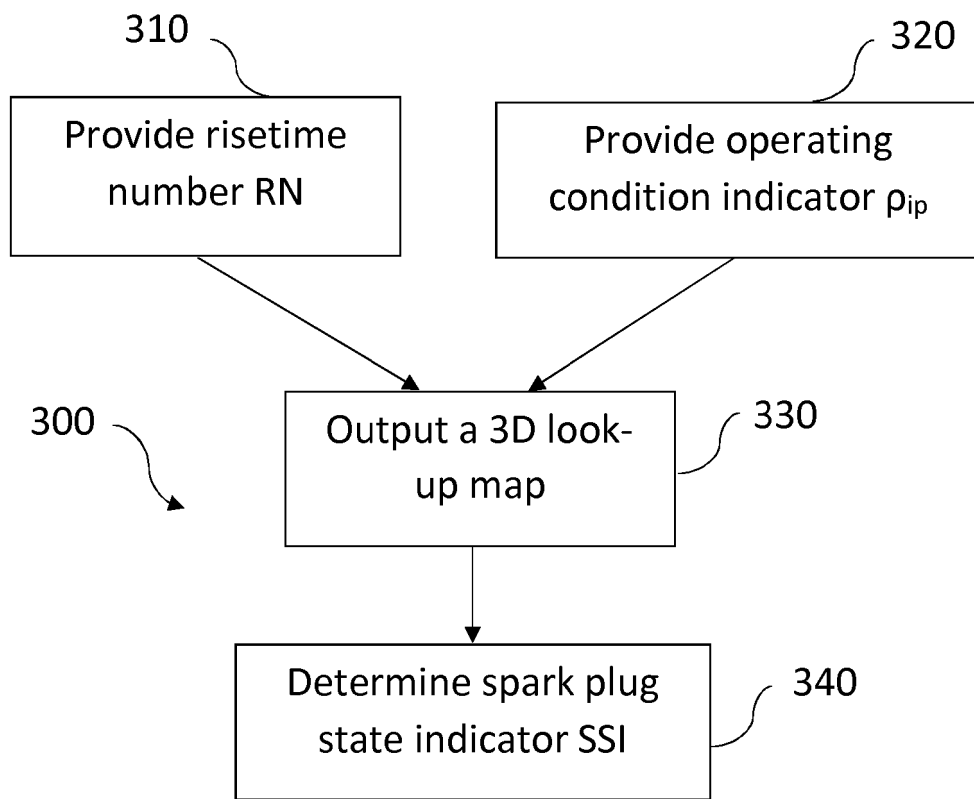 310
320
Provide risetime
number RN
Provide operating
condition indicator ρip
300
Output a 3D look-
up map
330
Determine spark plug
state indicator SSI
340